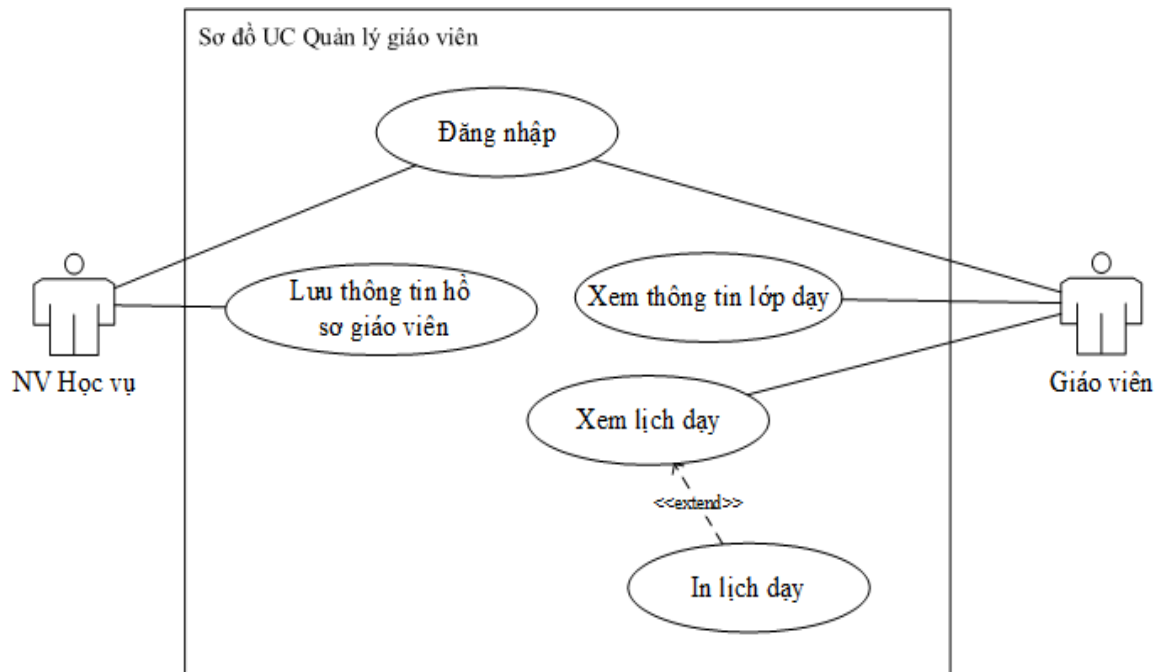 Sơ đồ UC Quản lý giáo viên
Đăng nhập
Lưu thông tin hồ
sơ giáo viên
Xem thông tin lớp dạy
NV Học vụ
Giáo viên
Xem lịch dạy
<<extend>>
In lịch dạy